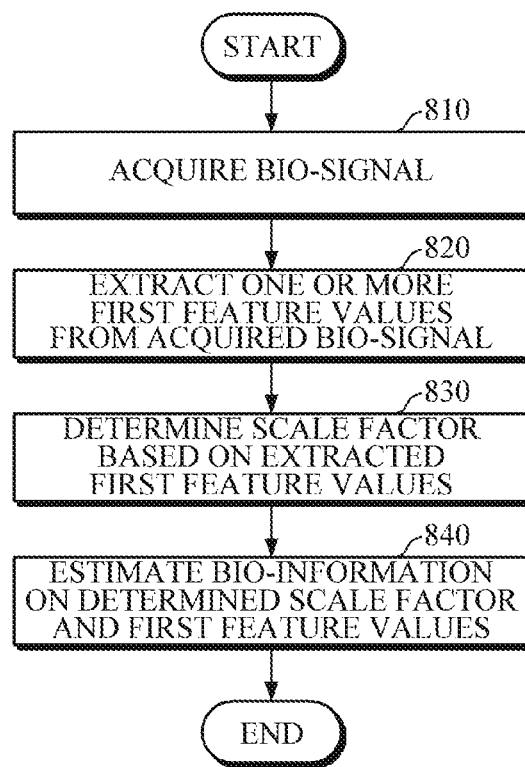 START
810
ACQUIRE BIO-SIGNAL
820
EXTRACT ONE OR MORE
FIRST FEATURE VALUES
FROM ACQUIRED BIO-SIGNAL
830
DETERMINE SCALE FACTOR
BASED ON EXTRACTED
FIRST FEATURE VALUES
840
ESTIMATE BIO-INFORMATION
ON DETERMINED SCALE FACTOR
AND FIRST FEATURE VALUES
END